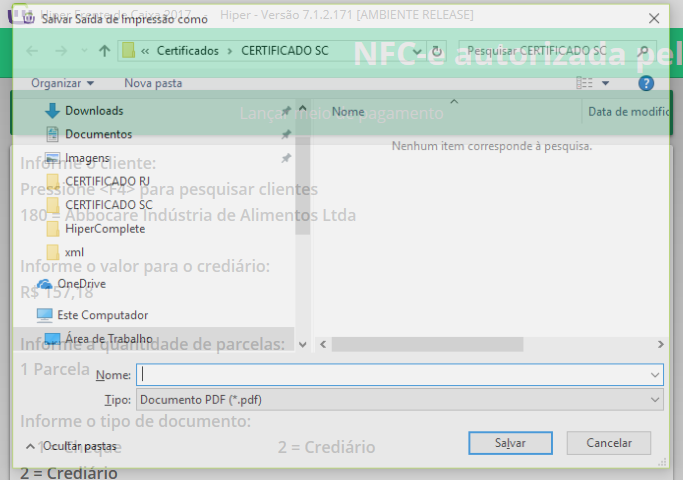 Hiper Frente de Caixa 2017 Hiper - Versão 7.1.2.171 [AMBIENTE RELEASE]
Salvar Saída de Impressão como
« Certificados › CERTIFICADO SC
Pesquisar CERTIFICADO SC
NFC-e autorizada pel
Organizar
Nova pasta
Lançar meio de pagamento
Nome
Data de modific
Nenhum item corresponde à pesquisa.
Downloads
Documentos
Imagens
CERTIFICADO RJ
CERTIFICADO SC
HiperComplete
xml
OneDrive
Este Computador
Área de Trabalho
Informe o cliente:
Pressione <F4> para pesquisar clientes
180 = Abbocare Indústria de Alimentos Ltda
Informe o valor para o crediário:
R$ 157,18
Informe a quantidade de parcelas:
1 Parcela
Nome:
Tipo: Documento PDF (*.pdf)
Informe o tipo de documento:
1 = Cheque 2 = Crediário
Ocultar pastas
Salvar
Cancelar
2 = Crediário